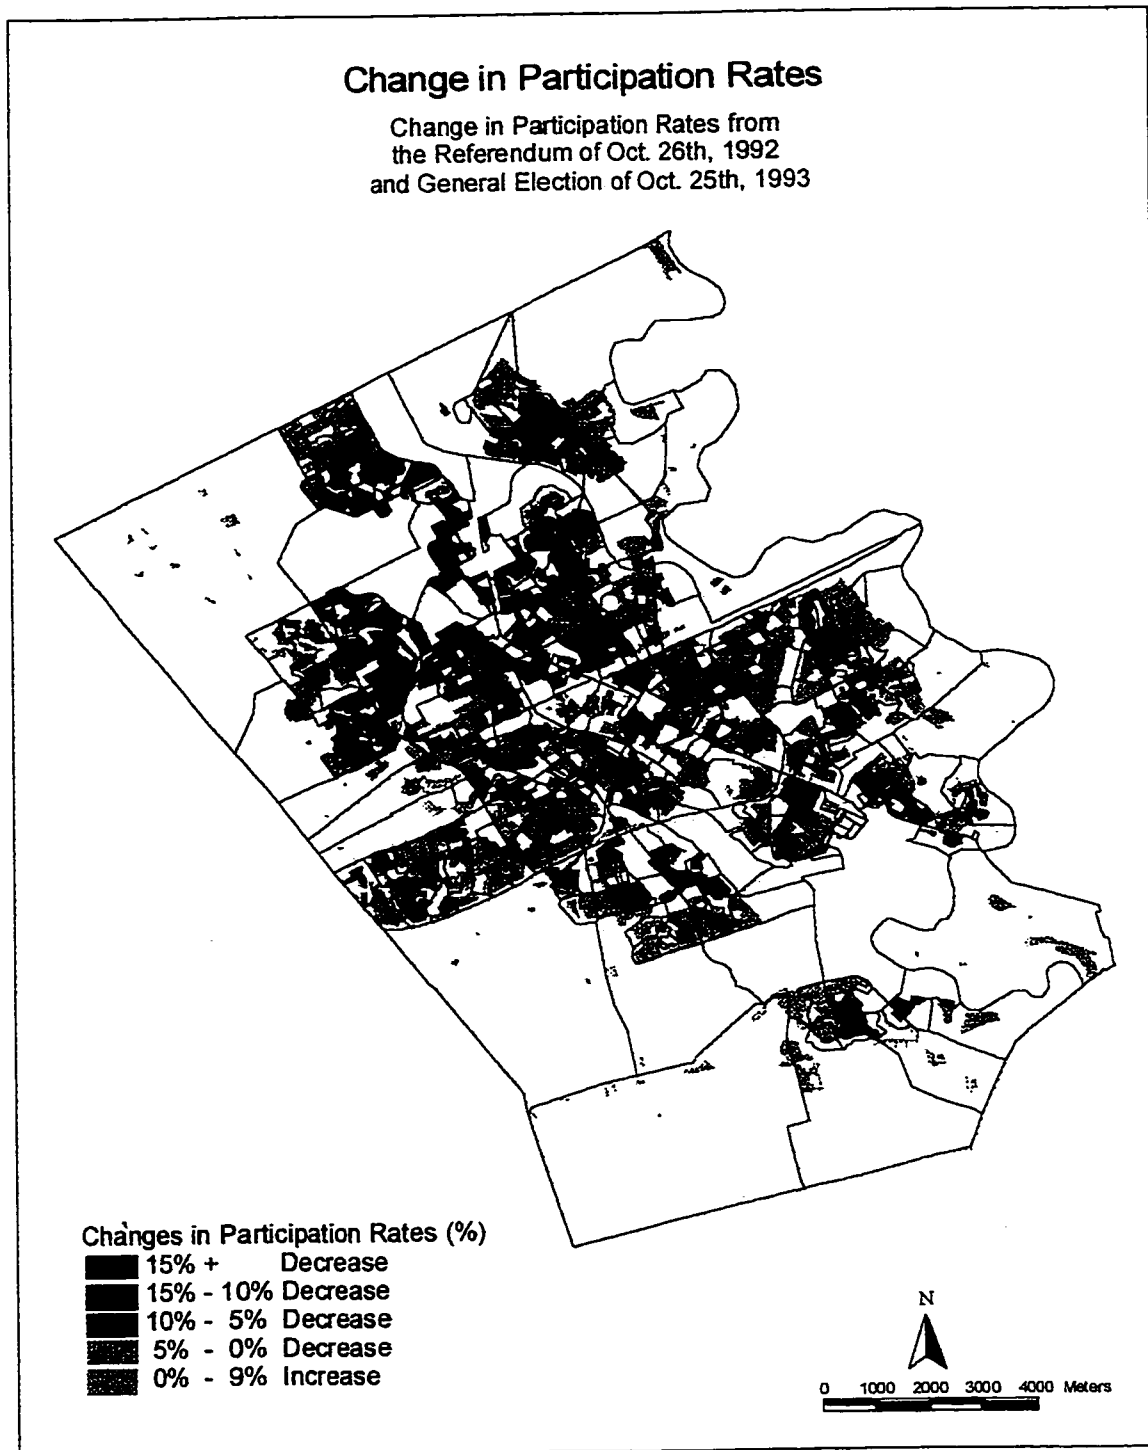 Change in Participation Rates
Change in Participation Rates from
the Referendum of Oct. 26th, 1992
and General Election of Oct. 25th, 1993
Changes in Participation Rates (%)
15% + Decrease
15% - 10% Decrease
10% - 5% Decrease
5% - 0% Decrease
0% - 9% Increase
N
0 1000 2000 3000 4000 Meters